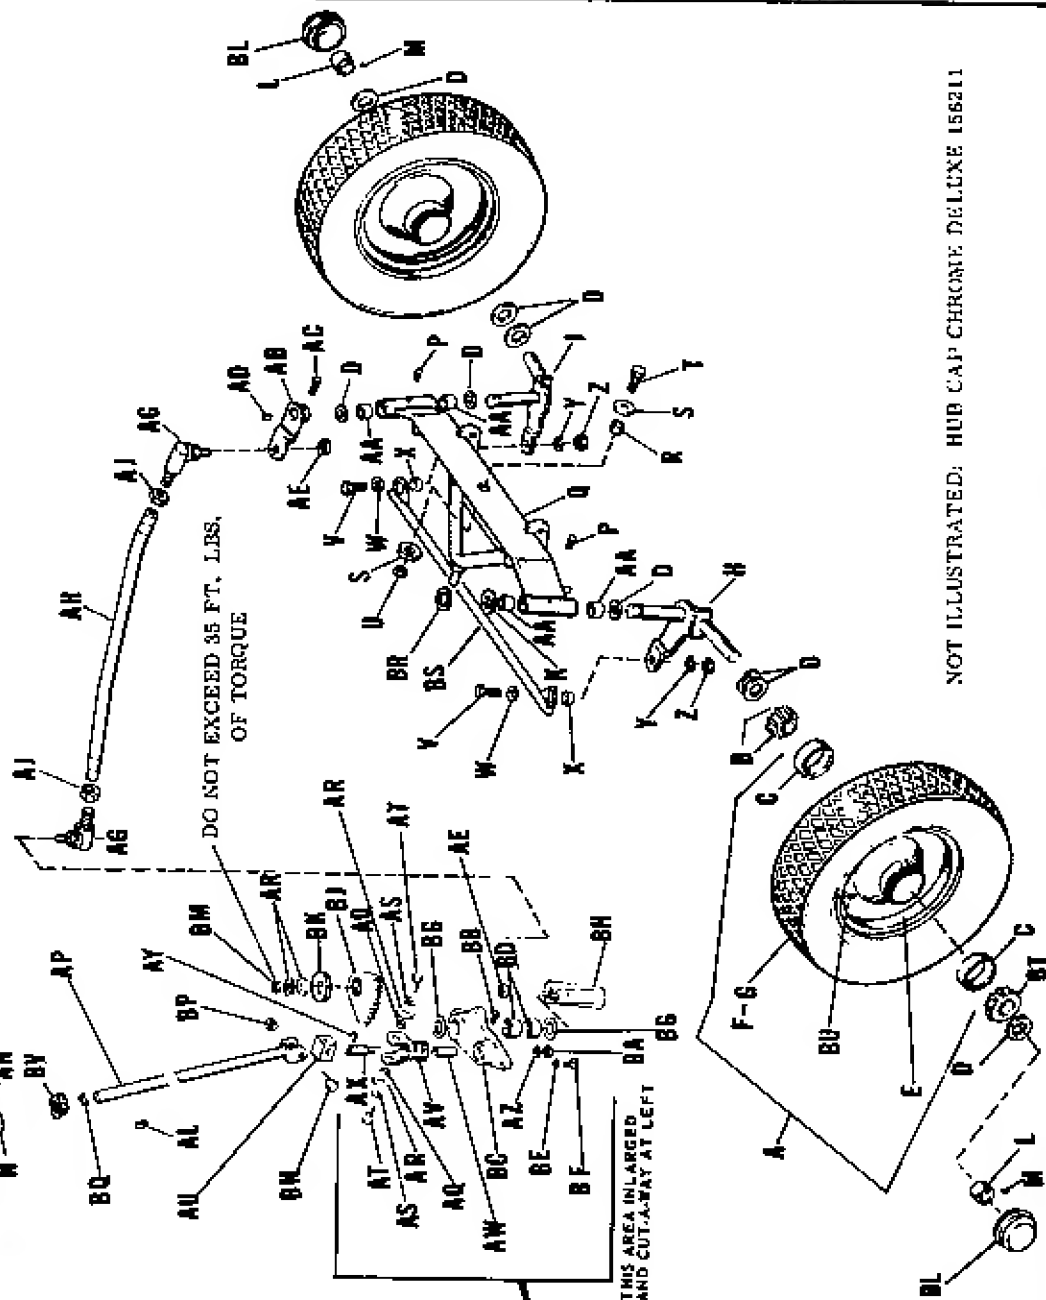 BL
L
M
D
D
AD
AB
AC
D
P
D
I
T
AG
AJ
AE
AA
X
AA
Y
Z
S
R
V
W
S
U
Q
P
AH
DO NOT EXCEED 35 FT. LBS.
OF TORQUE
BR
BS
K
AA
AA
D
H
V
W
X
Y
Z
D
B
C
AJ
AG
NOT ILLUSTRATED: HUB CAP CHROME DELUXE 156211
AR
AT
AE
BM
AR
BK
BJ
AQ
AS
BG
BB
BD
BH
AP
AY
BP
BV
BQ
AL
AU
BN
AX
AV
AT
AS
AR
AQ
AW
BC
AZ
BE
BF
BA
BG
F-G
BU
E
C
BT
D
A
L
M
BL
THIS AREA INLARGED
AND CUT-A-WAY AT LEFT